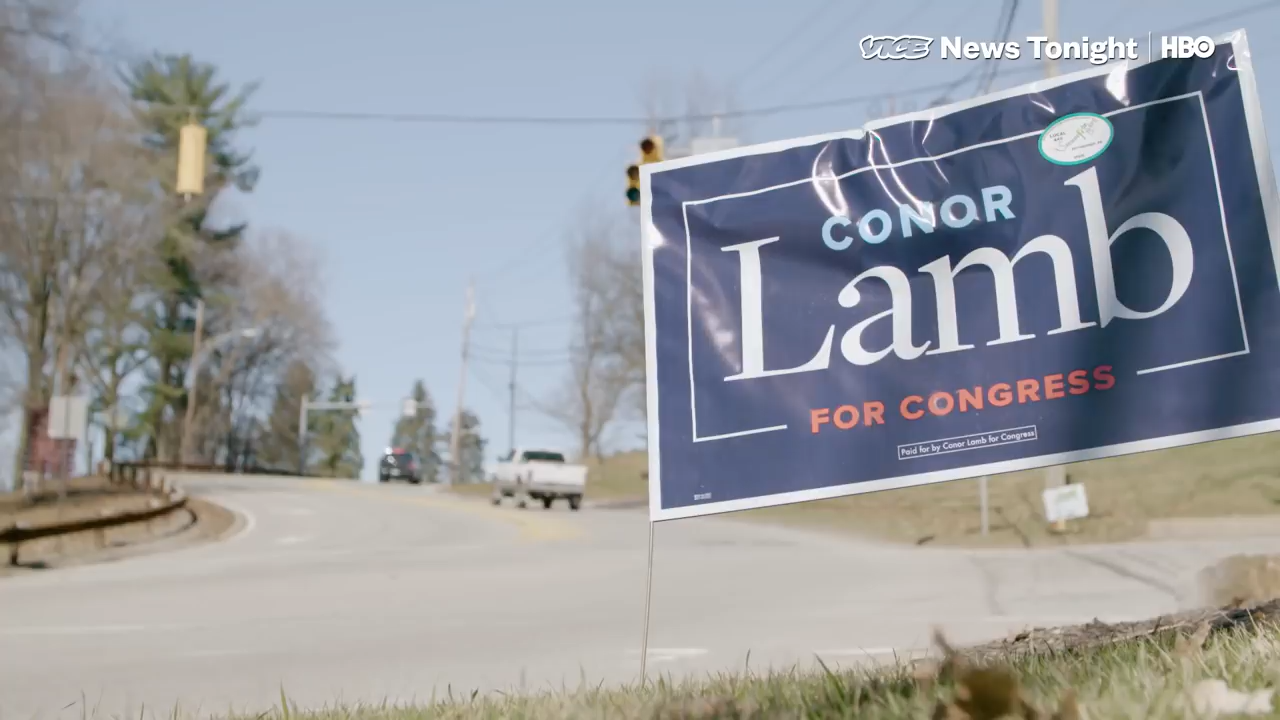 VICE News Tonight | HBO
CONOR
Lamb
FOR CONGRESS
Paid for by Conor Lamb for Congress